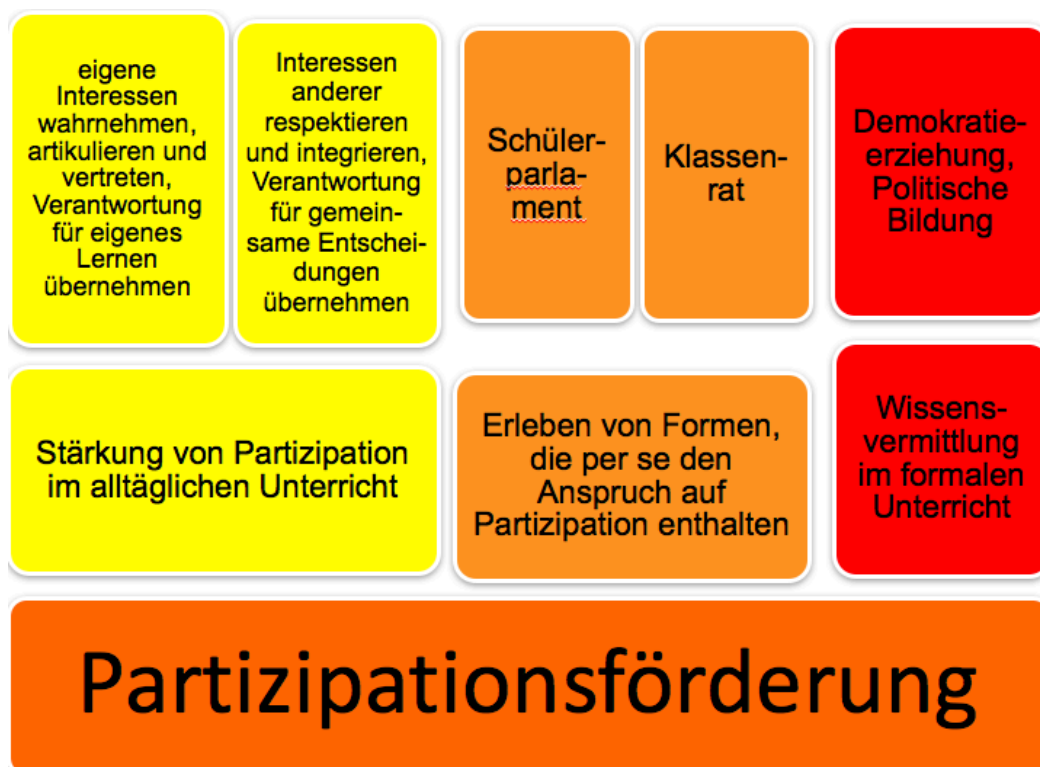 eigene
Interessen
wahrnehmen,
artikulieren und
vertreten,
Verantwortung
für eigenes
Lernen
übernehmen
Interessen
anderer
respektieren
und integrieren,
Verantwortung
für gemein-
same Entschei-
dungen
übernehmen
Schüler-
parla-
ment
Klassen-
rat
Demokratie-
erziehung,
Politische
Bildung
Stärkung von Partizipation
im alltäglichen Unterricht
Erleben von Formen,
die per se den
Anspruch auf
Partizipation enthalten
Wissens-
vermittlung
im formalen
Unterricht
Partizipationsförderung